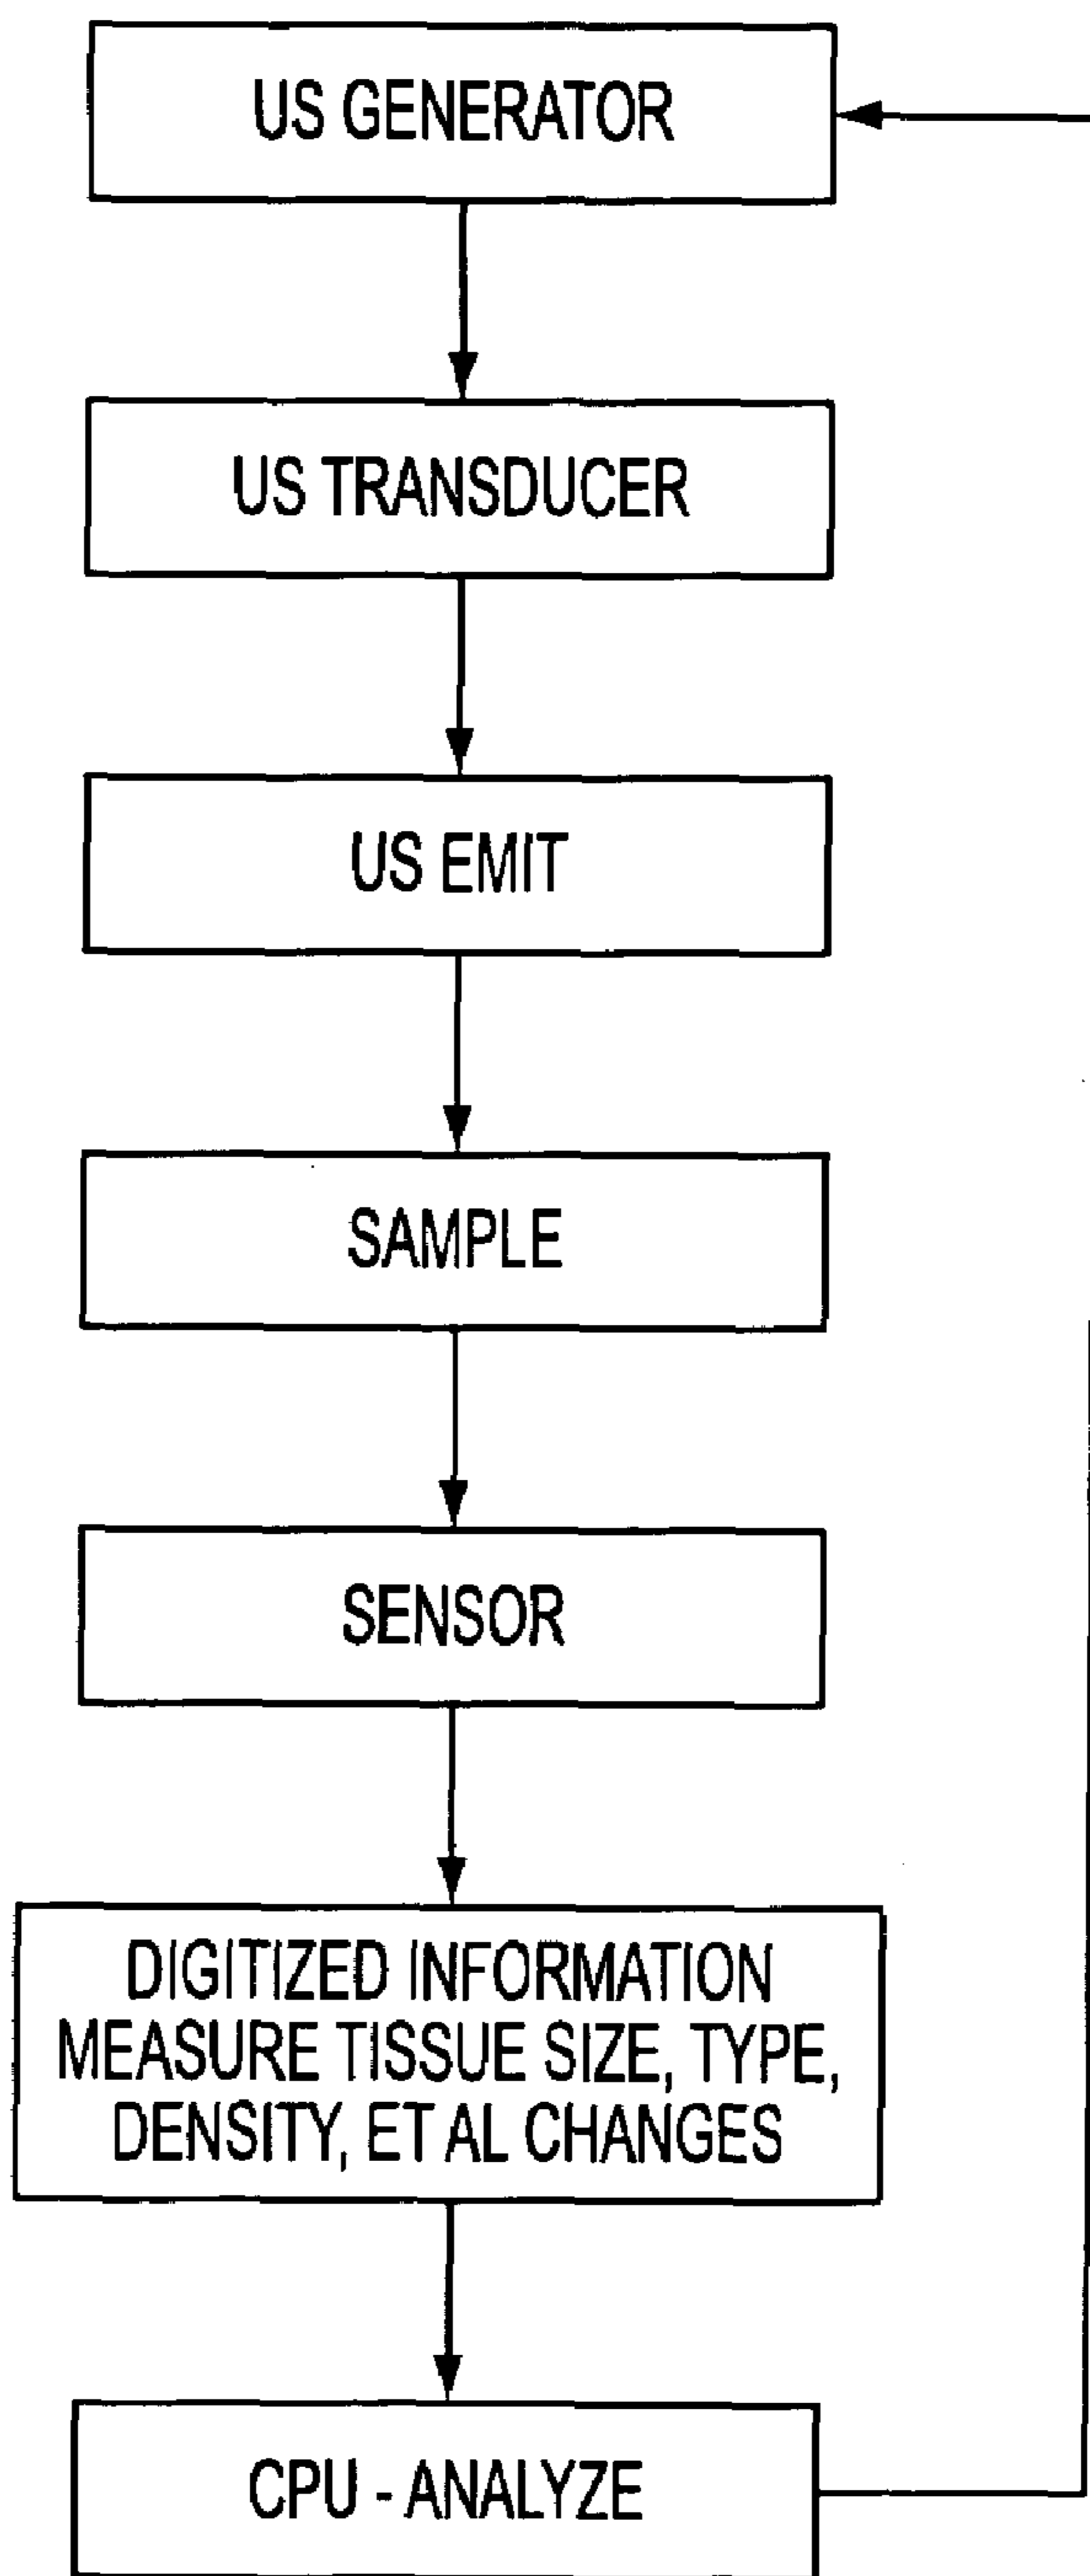 US GENERATOR
US TRANSDUCER
US EMIT
SAMPLE
SENSOR
DIGITIZED INFORMATION
MEASURE TISSUE SIZE, TYPE,
DENSITY, ET AL CHANGES
CPU - ANALYZE